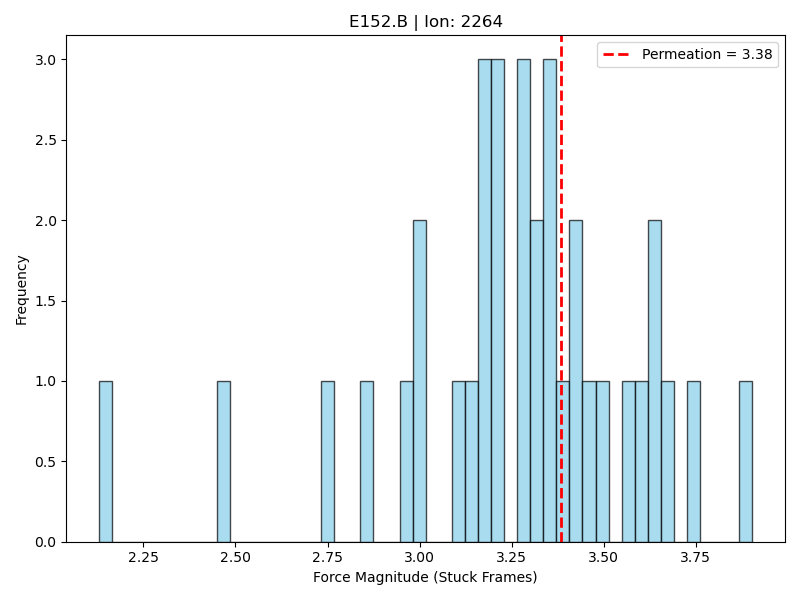 E152.B | Ion: 2264
Permeation = 3.38
3.0
2.5
2.0
1.5
1.0
0.5
0.0
Frequency
2.25 2.50 2.75 3.00 3.25 3.50 3.75
Force Magnitude (Stuck Frames)